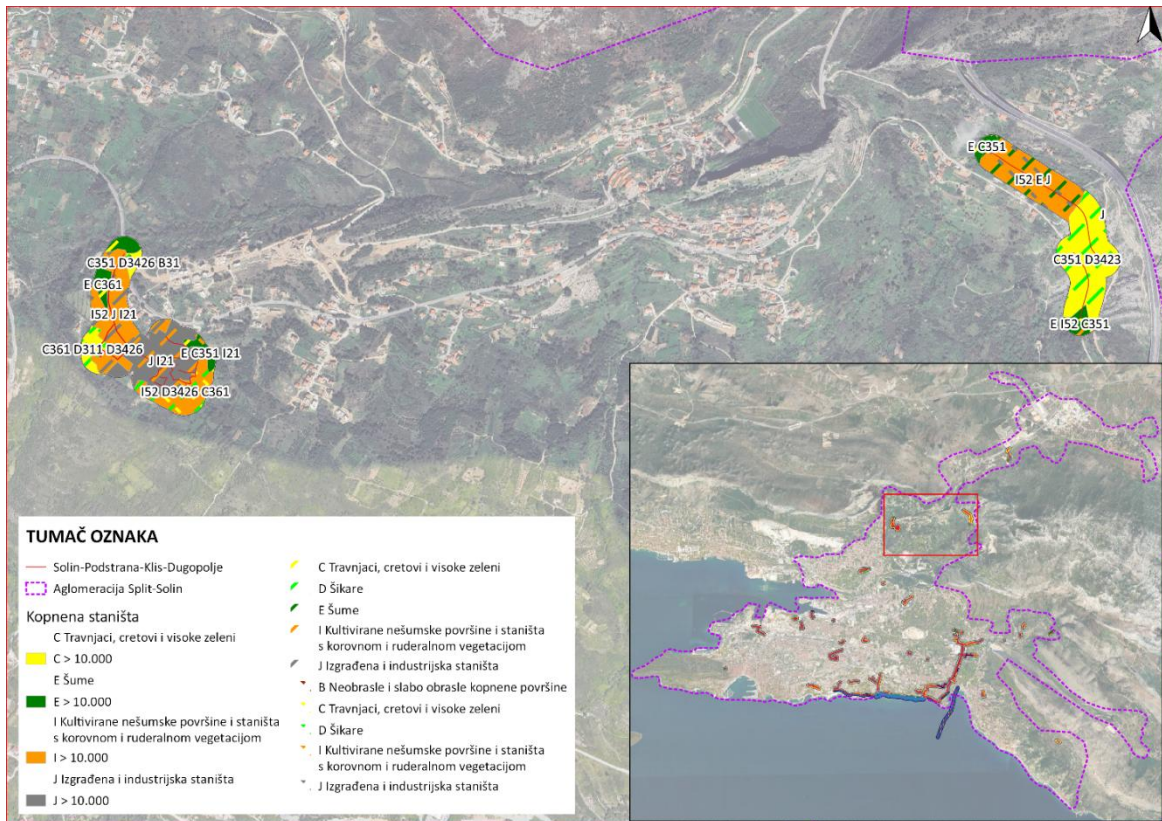 E C351
I52 E J
J
C351 D3423
E I52 C351
C351 D3426 B31
E C361
I52 J I21
C361 D311 D3426
J I21
E C351 I21
I52 D3426 C361
TUMAČ OZNAKA
Solin-Podstrana-Klis-Dugopolje
Aglomeracija Split-Solin
Kopnena staništa
C Travnjaci, cretovi i visoke zeleni
C > 10.000
E Šume
E > 10.000
I Kultivirane nešumske površine i staništa
s korovnom i ruderalnom vegetacijom
I > 10.000
J Izgrađena i industrijska staništa
J > 10.000
C Travnjaci, cretovi i visoke zeleni
D Šikare
E Šume
I Kultivirane nešumske površine i staništa
s korovnom i ruderalnom vegetacijom
J Izgrađena i industrijska staništa
B Neobrasle i slabo obrasle kopnene površine
C Travnjaci, cretovi i visoke zeleni
D Šikare
I Kultivirane nešumske površine i staništa
s korovnom i ruderalnom vegetacijom
J Izgrađena i industrijska staništa